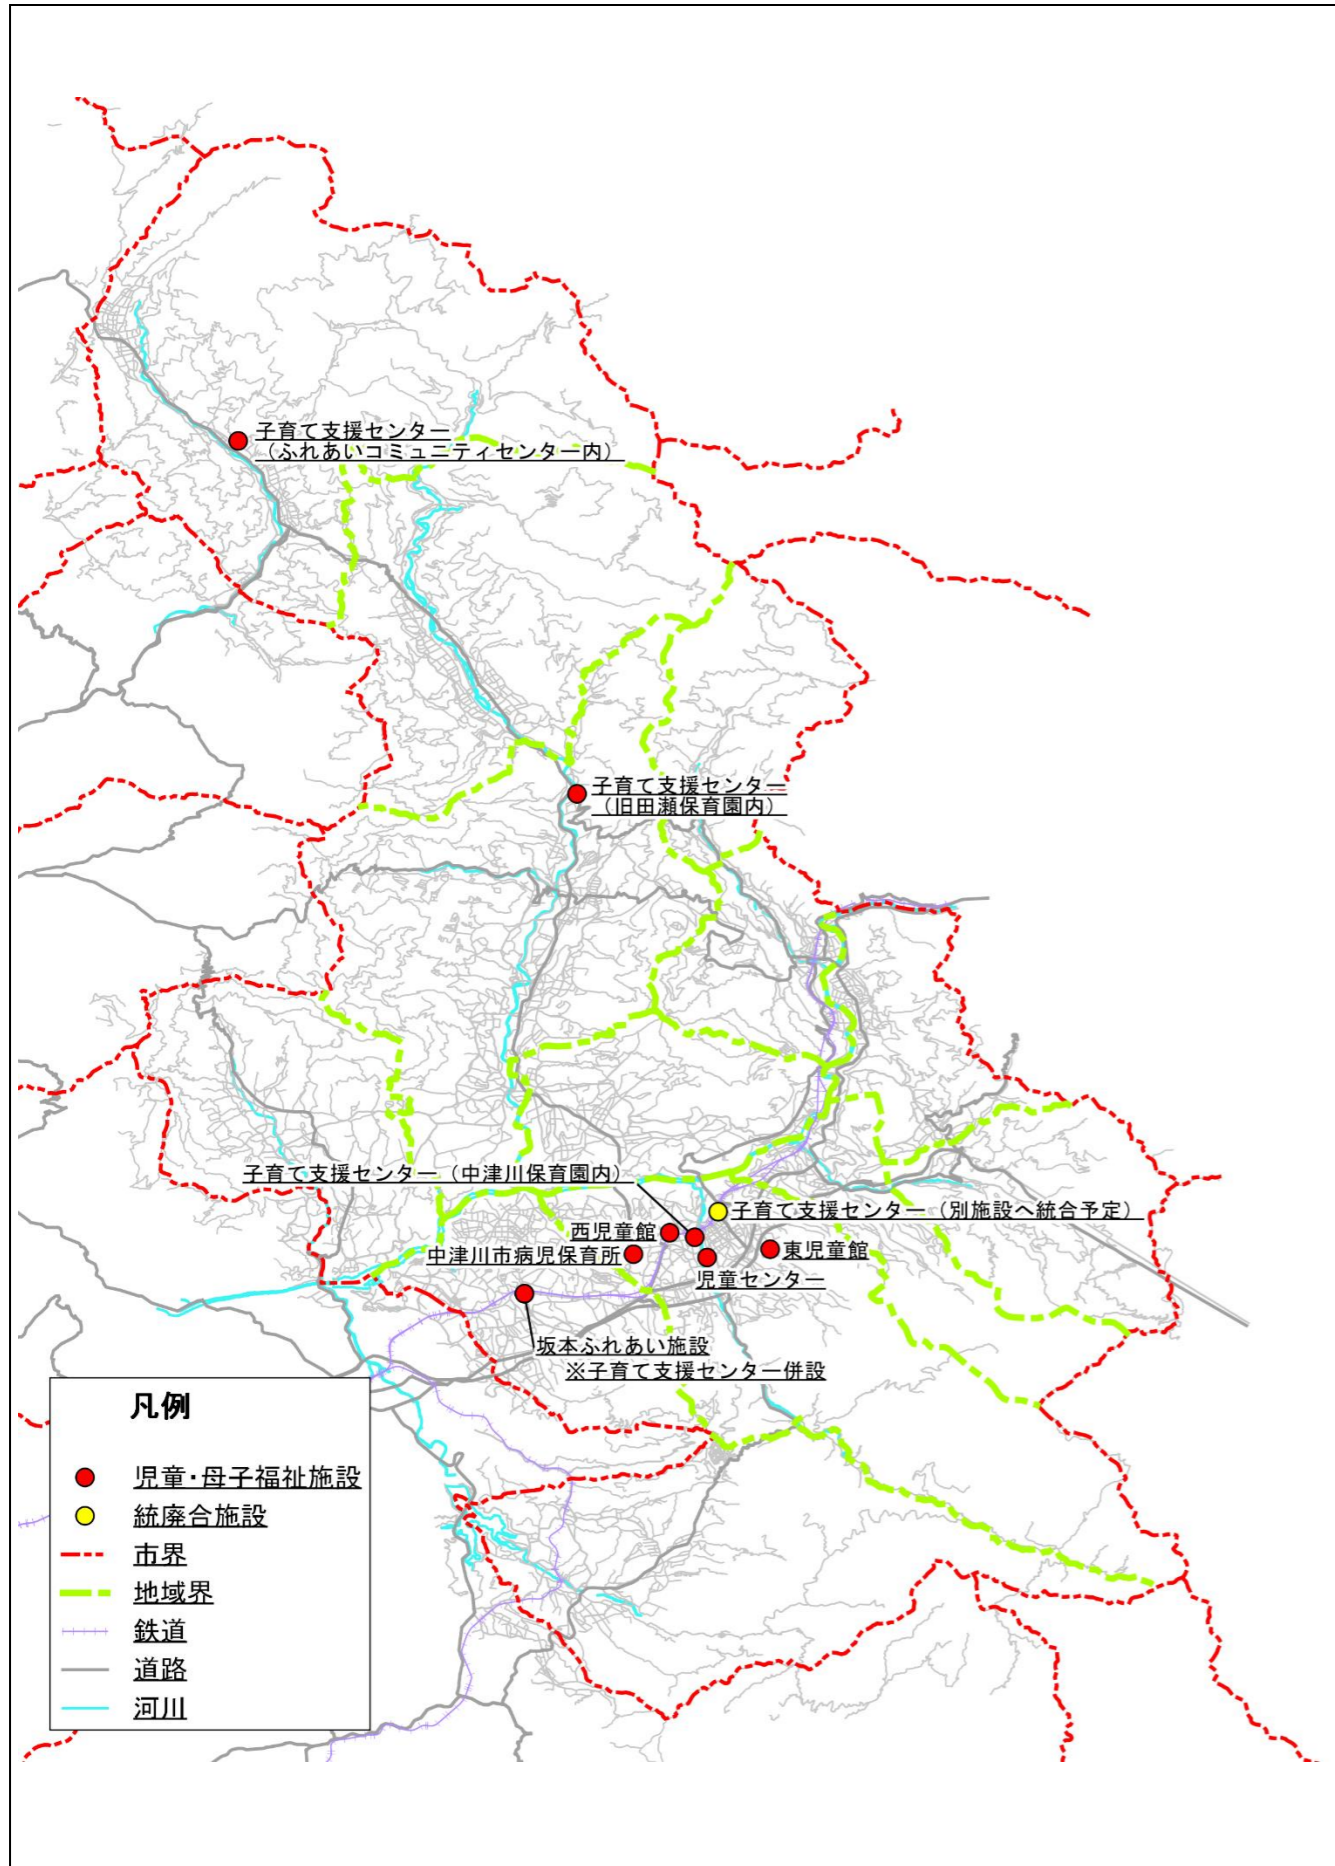 子育て支援センター
（ふれあいコミュニティセンター内）
子育て支援センター
（旧田瀬保育園内）
子育て支援センター（中津川保育園内）
子育て支援センター（別施設へ統合予定）
西児童館
中津川市病児保育所
東児童館
児童センター
坂本ふれあい施設
※子育て支援センター併設
凡例
児童・母子福祉施設
統廃合施設
市界
地域界
鉄道
道路
河川